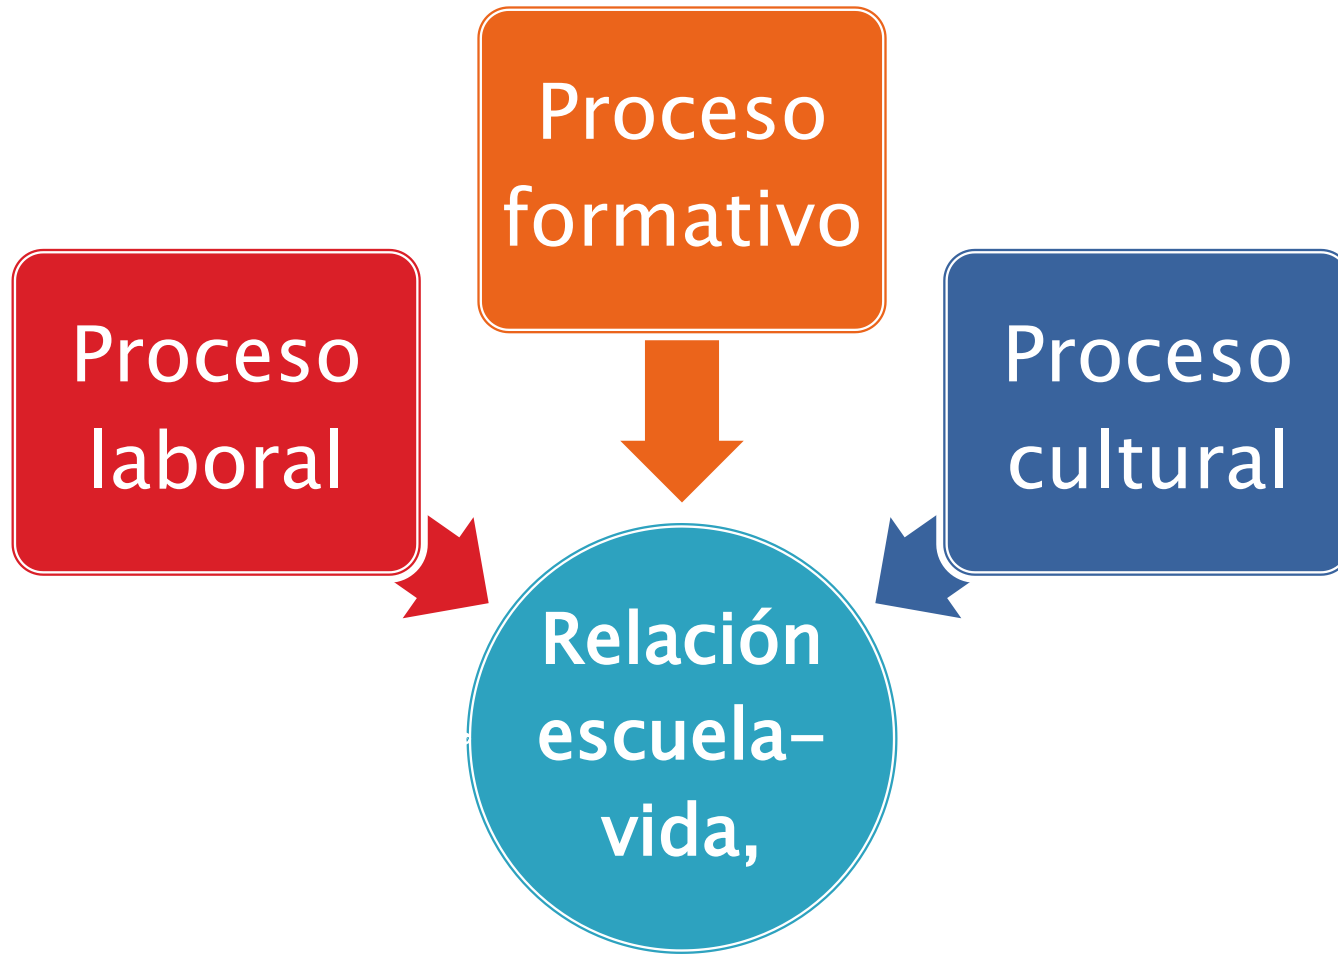 Proceso
formativo
Proceso
laboral
Proceso
cultural
Relación
escuela–
vida,